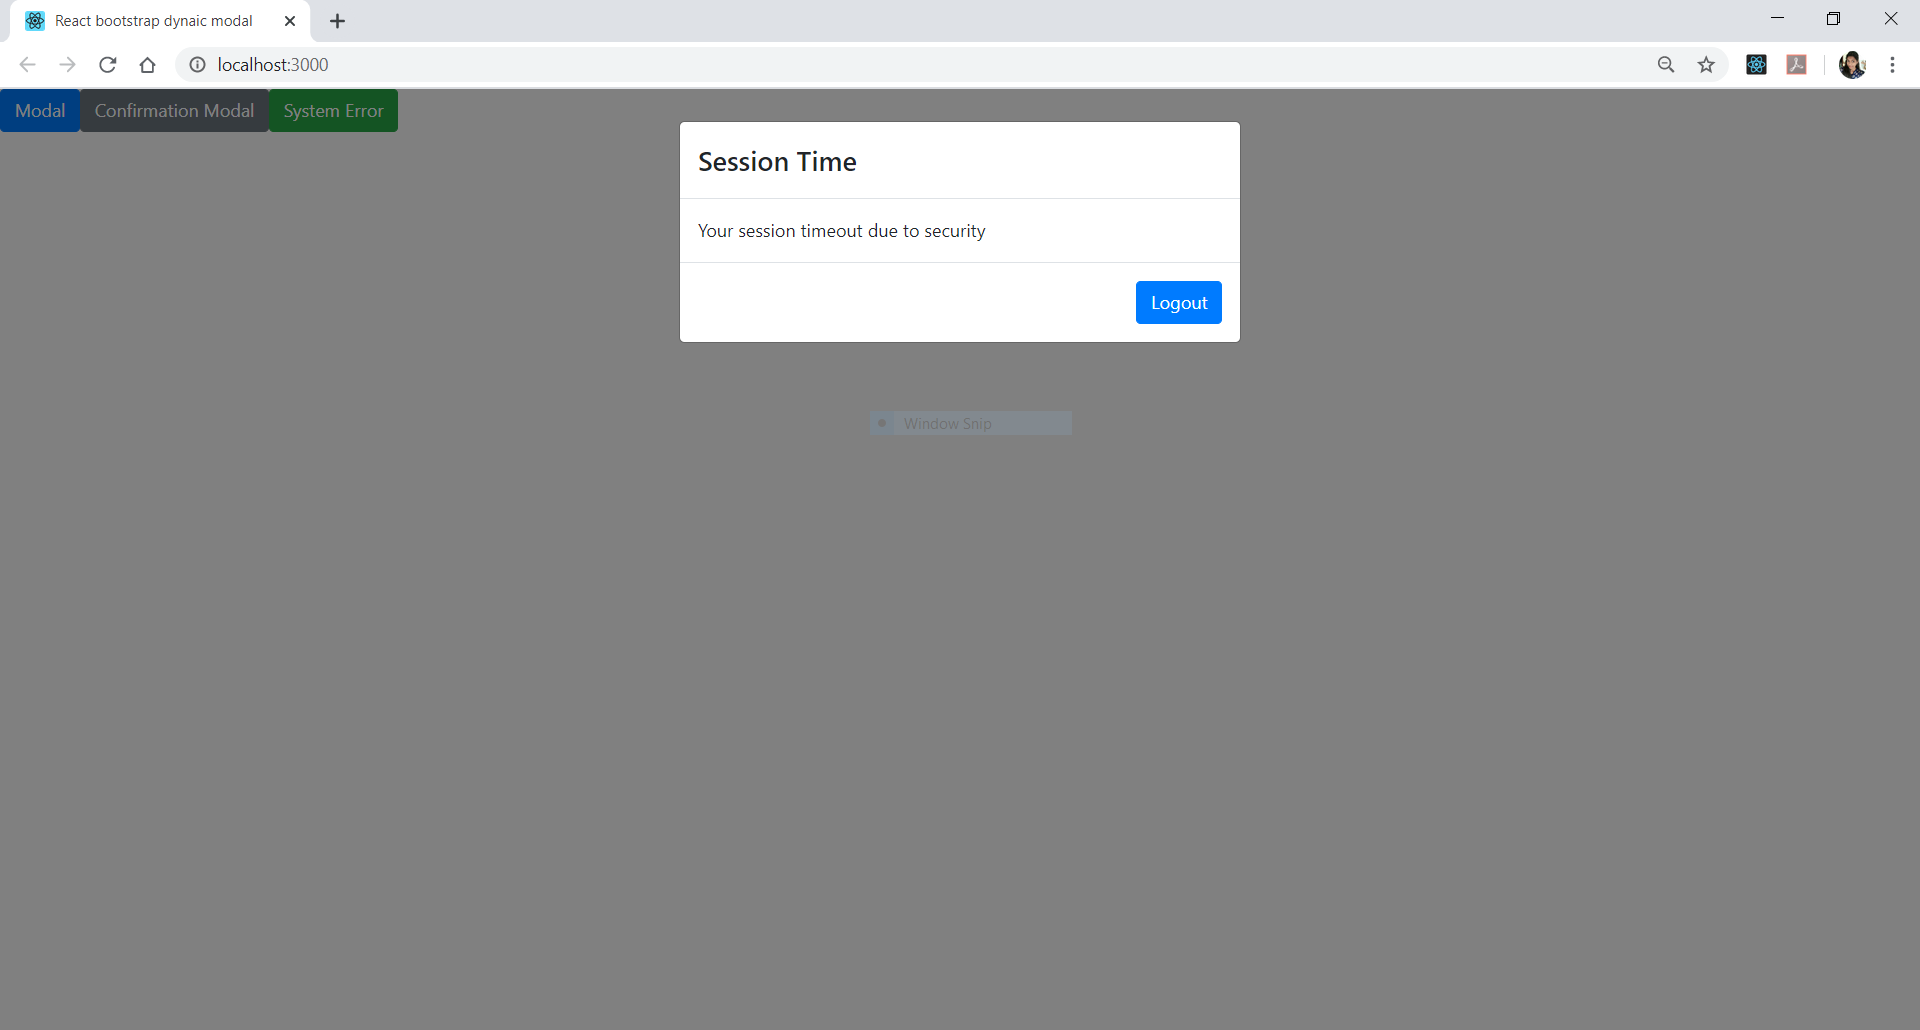 React bootstrap dynaic modal
localhost:3000
Modal Confirmation Modal System Error
Session Time
Your session timeout due to security
Logout
Window Snip